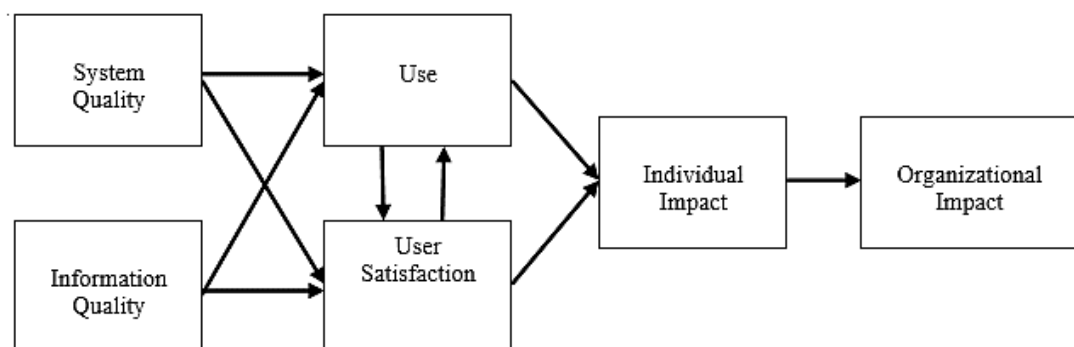 System
Quality
Use
Information
Quality
User
Satisfaction
Individual
Impact
Organizational
Impact